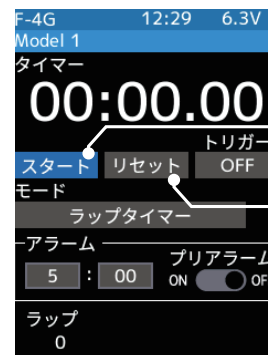 F-4G 12:29 6.3V
Model 1
タイマー
00:00.00
トリガー
スタート リセット OFF
モード
ラップタイマー
アラーム プリアラーム
5 : 00 ON OF
ラップ
0